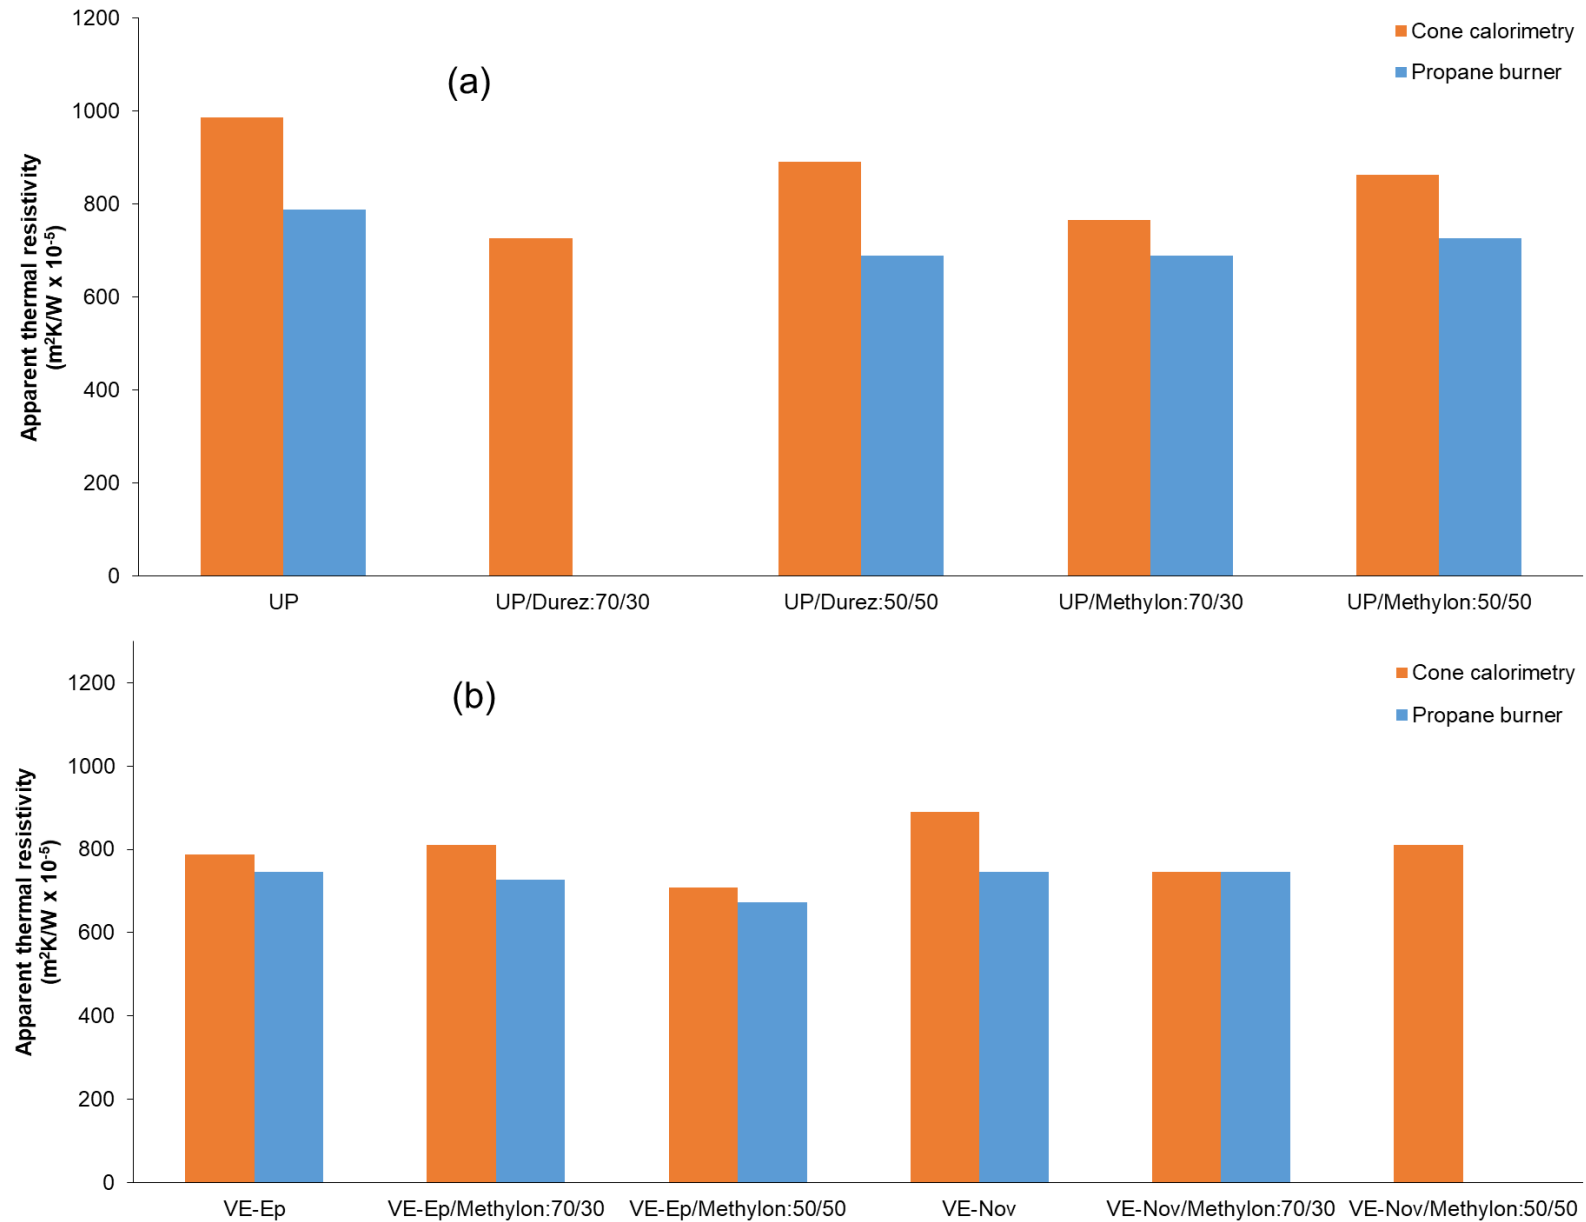 1200
1000
800
600
400
200
0
Apparent thermal resistivity
(m²K/W x 10⁻⁵)
(a)
Cone calorimetry
Propane burner
UP
UP/Durez:70/30
UP/Durez:50/50
UP/Methylon:70/30
UP/Methylon:50/50
1200
1000
800
600
400
200
0
Apparent thermal resistivity
(m²K/W x 10⁻⁵)
(b)
Cone calorimetry
Propane burner
VE-Ep
VE-Ep/Methylon:70/30
VE-Ep/Methylon:50/50
VE-Nov
VE-Nov/Methylon:70/30
VE-Nov/Methylon:50/50